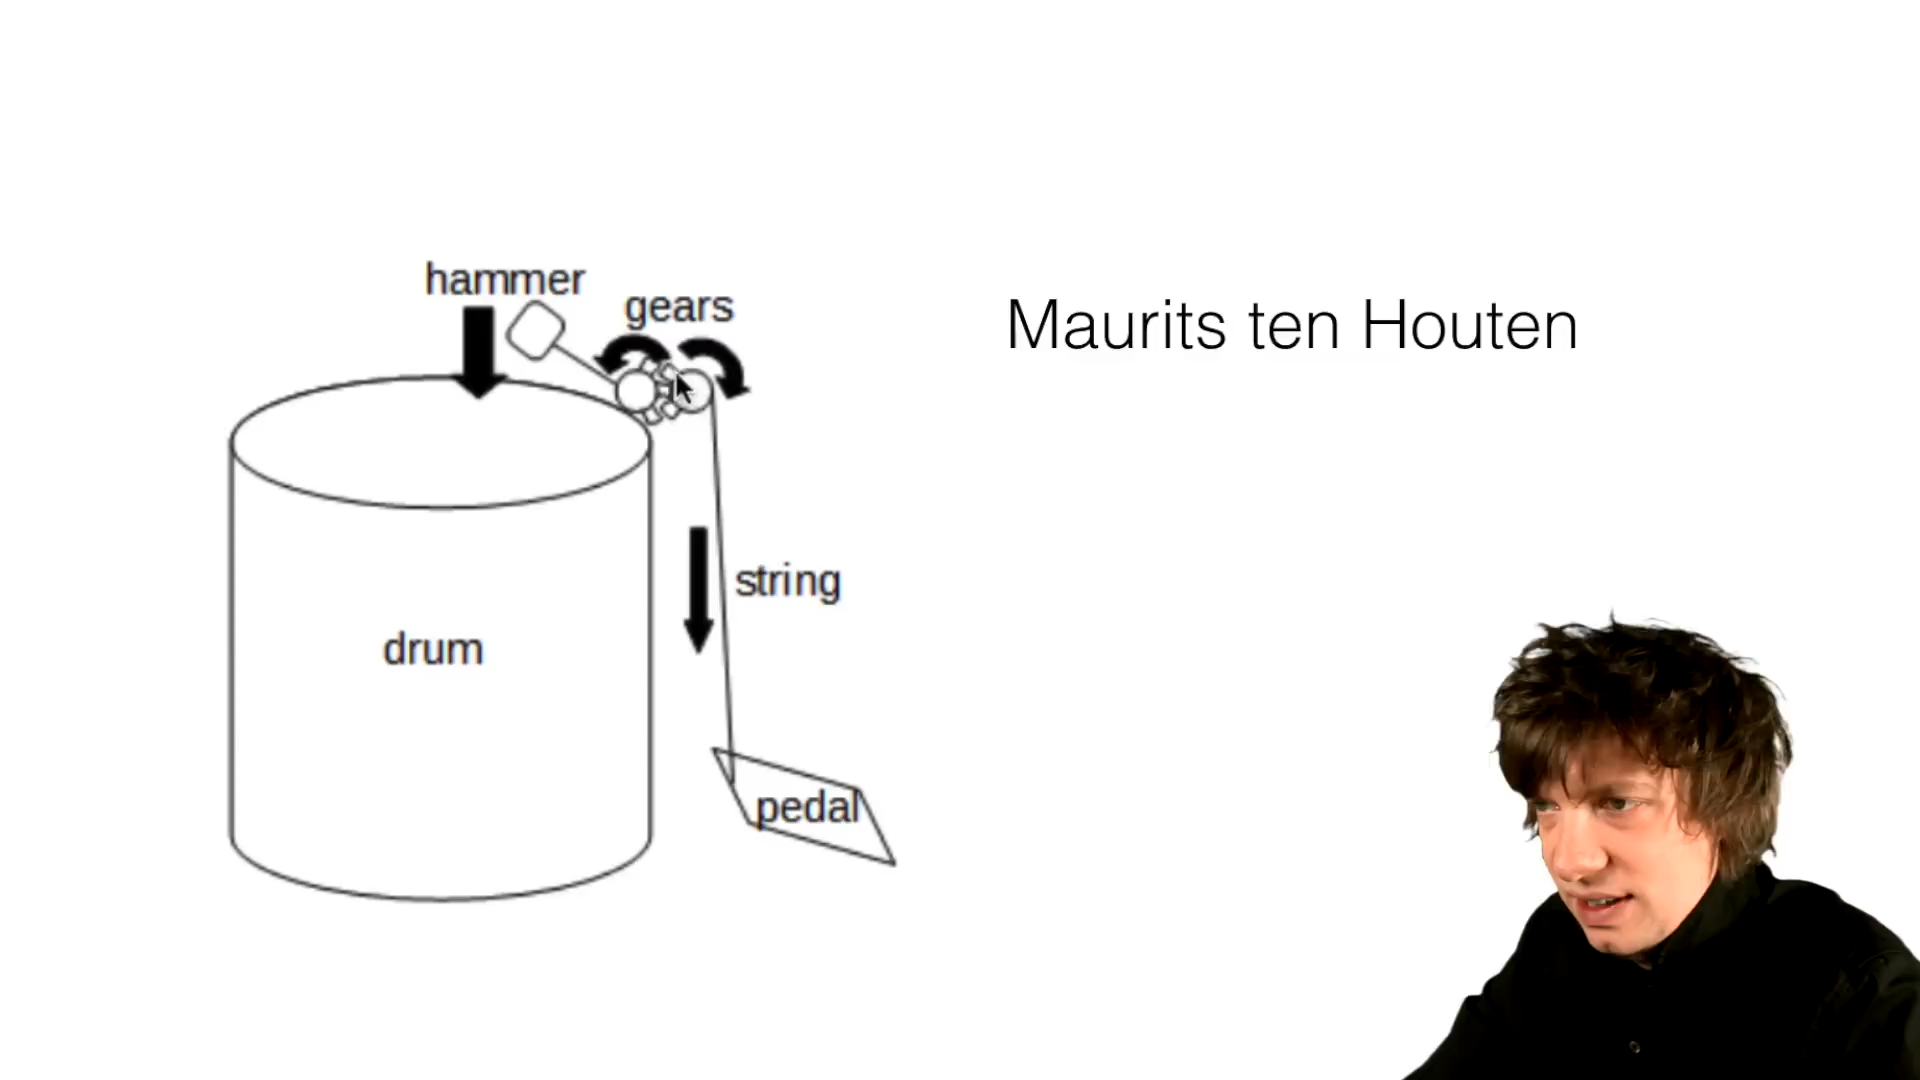 hammer
gears
Maurits ten Houten
string
drum
pedal